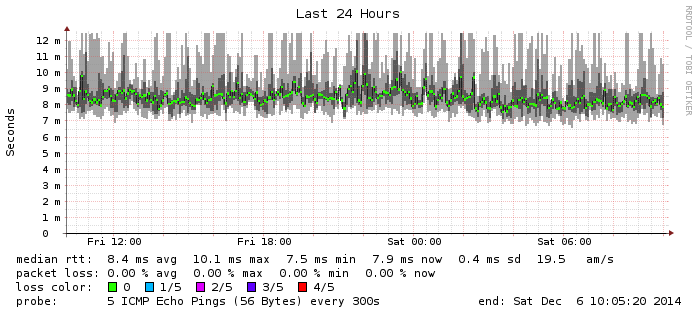 Last 24 Hours
RRDTOOL / TOBI OETIKER
Seconds
12 m
11 m
10 m
9 m
8 m
7 m
6 m
5 m
4 m
3 m
2 m
1 m
0
Fri 12:00 Fri 18:00 Sat 00:00 Sat 06:00
median rtt: 8.4 ms avg 10.1 ms max 7.5 ms min 7.9 ms now 0.4 ms sd 19.5 am/s
packet loss: 0.00 % avg 0.00 % max 0.00 % min 0.00 % now
loss color: 0 1/5 2/5 3/5 4/5
probe: 5 ICMP Echo Pings (56 Bytes) every 300s end: Sat Dec 6 10:05:20 2014